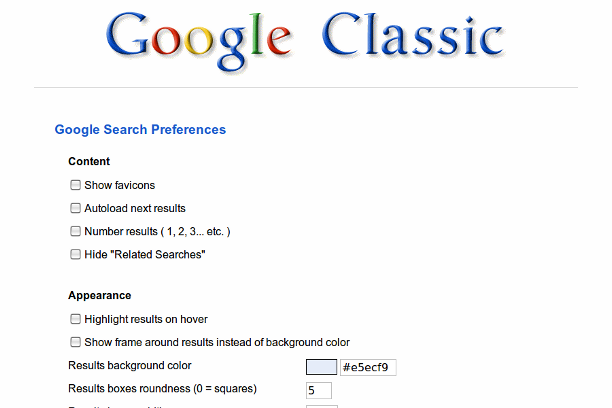 Google Classic
Google Search Preferences
Content
Show favicons
Autoload next results
Number results ( 1, 2, 3... etc. )
Hide "Related Searches"
Appearance
Highlight results on hover
Show frame around results instead of background color
Results background color #e5ecf9
Results boxes roundness (0 = squares) 5